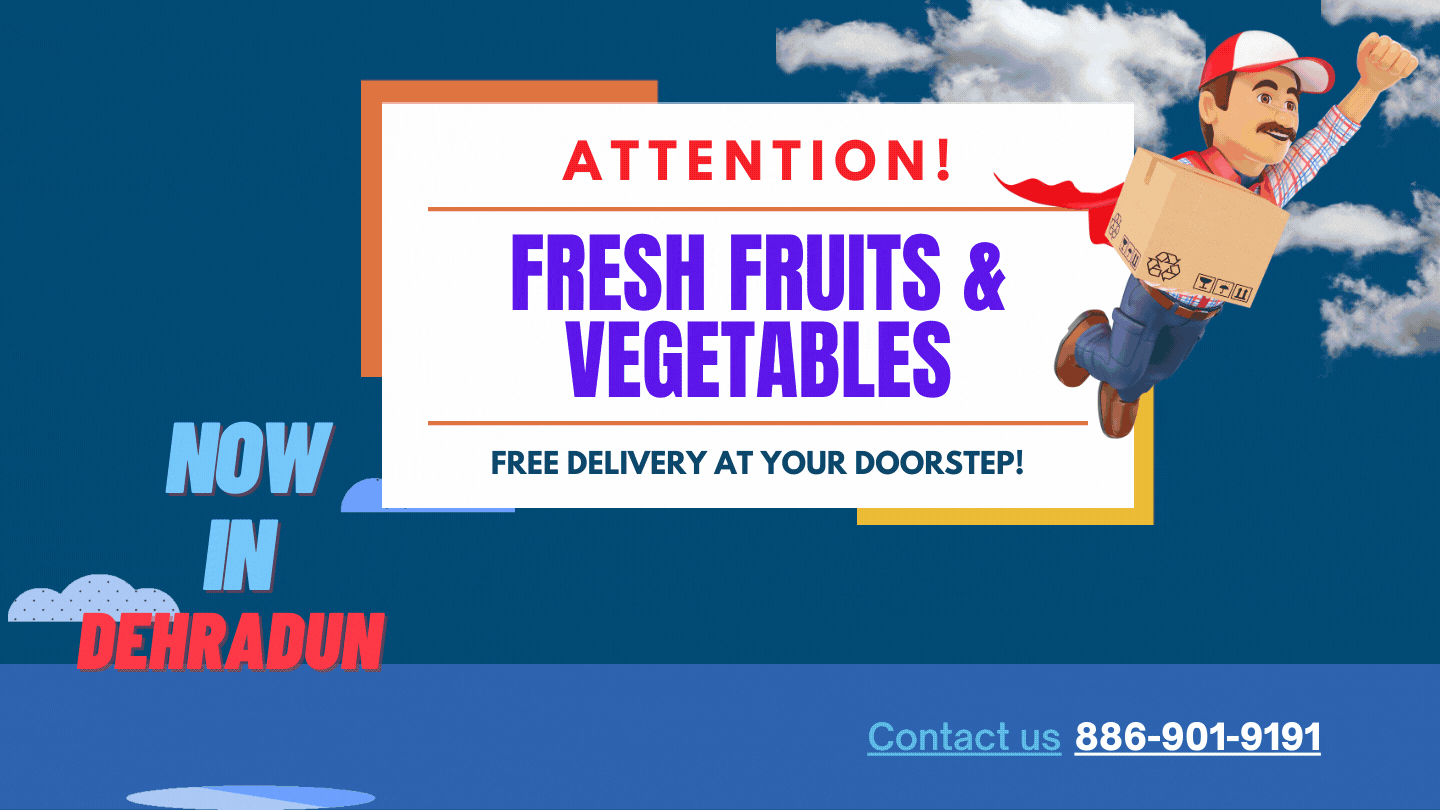 ATTENTION!
FRESH FRUITS &
VEGETABLES
FREE DELIVERY AT YOUR DOORSTEP!
NOW
IN
DEHRADUN
Contact us 886-901-9191